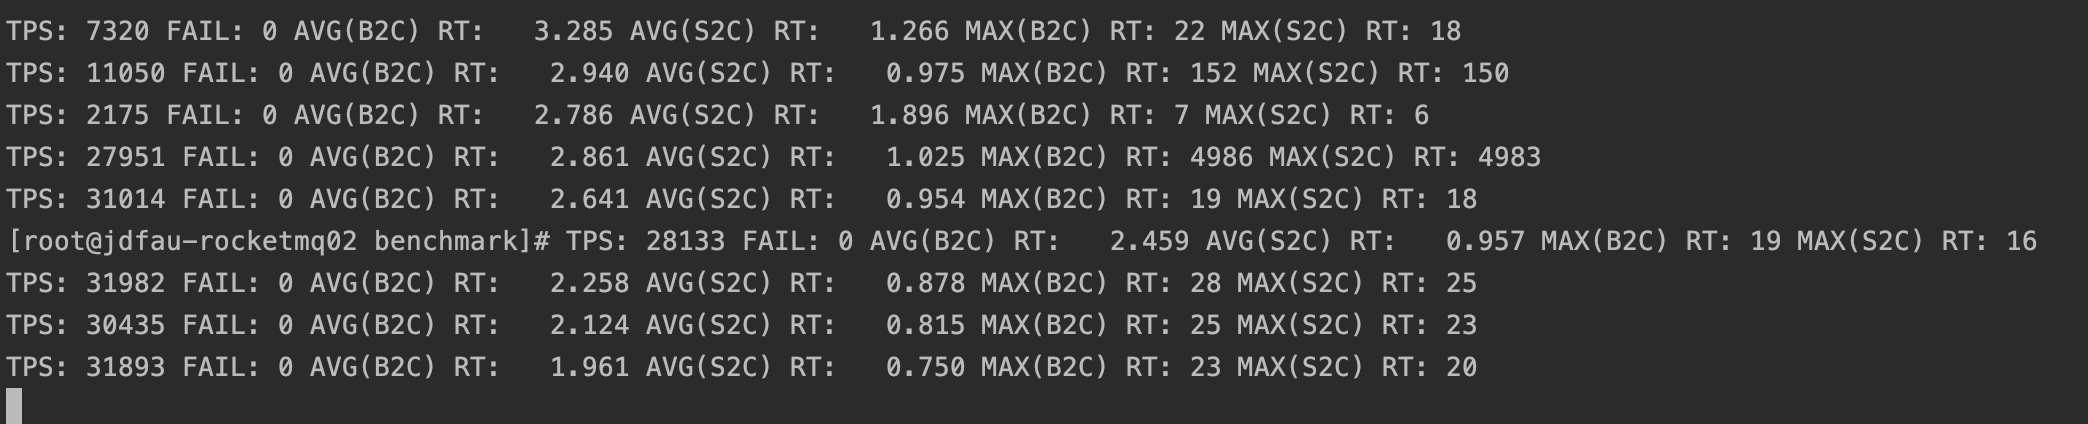 TPS: 7320 FAIL: 0 AVG(B2C) RT:   3.285 AVG(S2C) RT:   1.266 MAX(B2C) RT: 22 MAX(S2C) RT: 18
TPS: 11050 FAIL: 0 AVG(B2C) RT:   2.940 AVG(S2C) RT:   0.975 MAX(B2C) RT: 152 MAX(S2C) RT: 150
TPS: 2175 FAIL: 0 AVG(B2C) RT:   2.786 AVG(S2C) RT:   1.896 MAX(B2C) RT: 7 MAX(S2C) RT: 6
TPS: 27951 FAIL: 0 AVG(B2C) RT:   2.861 AVG(S2C) RT:   1.025 MAX(B2C) RT: 4986 MAX(S2C) RT: 4983
TPS: 31014 FAIL: 0 AVG(B2C) RT:   2.641 AVG(S2C) RT:   0.954 MAX(B2C) RT: 19 MAX(S2C) RT: 18
[root@jdfau-rocketmq02 benchmark]# TPS: 28133 FAIL: 0 AVG(B2C) RT:   2.459 AVG(S2C) RT:   0.957 MAX(B2C) RT: 19 MAX(S2C) RT: 16
TPS: 31982 FAIL: 0 AVG(B2C) RT:   2.258 AVG(S2C) RT:   0.878 MAX(B2C) RT: 28 MAX(S2C) RT: 25
TPS: 30435 FAIL: 0 AVG(B2C) RT:   2.124 AVG(S2C) RT:   0.815 MAX(B2C) RT: 25 MAX(S2C) RT: 23
TPS: 31893 FAIL: 0 AVG(B2C) RT:   1.961 AVG(S2C) RT:   0.750 MAX(B2C) RT: 23 MAX(S2C) RT: 20